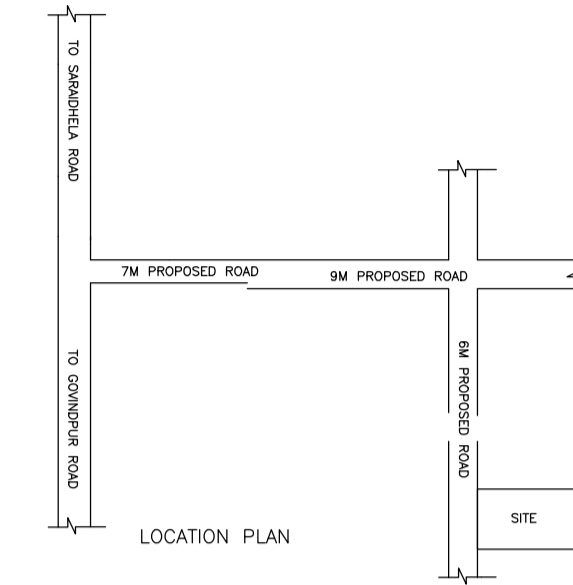 TO SARAIDHELA ROAD
7M PROPOSED ROAD
9M PROPOSED ROAD
TO GOVINDPUR ROAD
6M PROPOSED ROAD
SITE
LOCATION PLAN